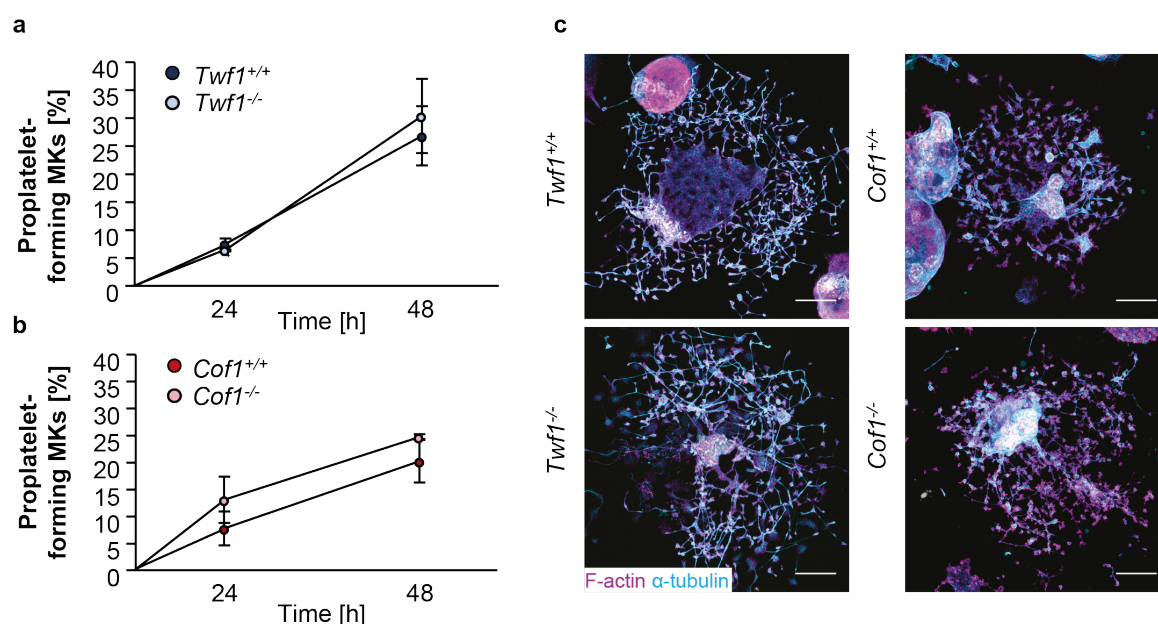 a
Proplatelet-
forming MKs [%]
40
35
30
25
20
15
10
5
0
Twf1+/+
Twf1-/-
24
48
Time [h]
b
Proplatelet-
forming MKs [%]
40
35
30
25
20
15
10
5
0
Cof1+/+
Cof1-/-
24
48
Time [h]
c
Twf1+/+
Cof1+/+
Twf1-/-
Cof1-/-
F-actin α-tubulin